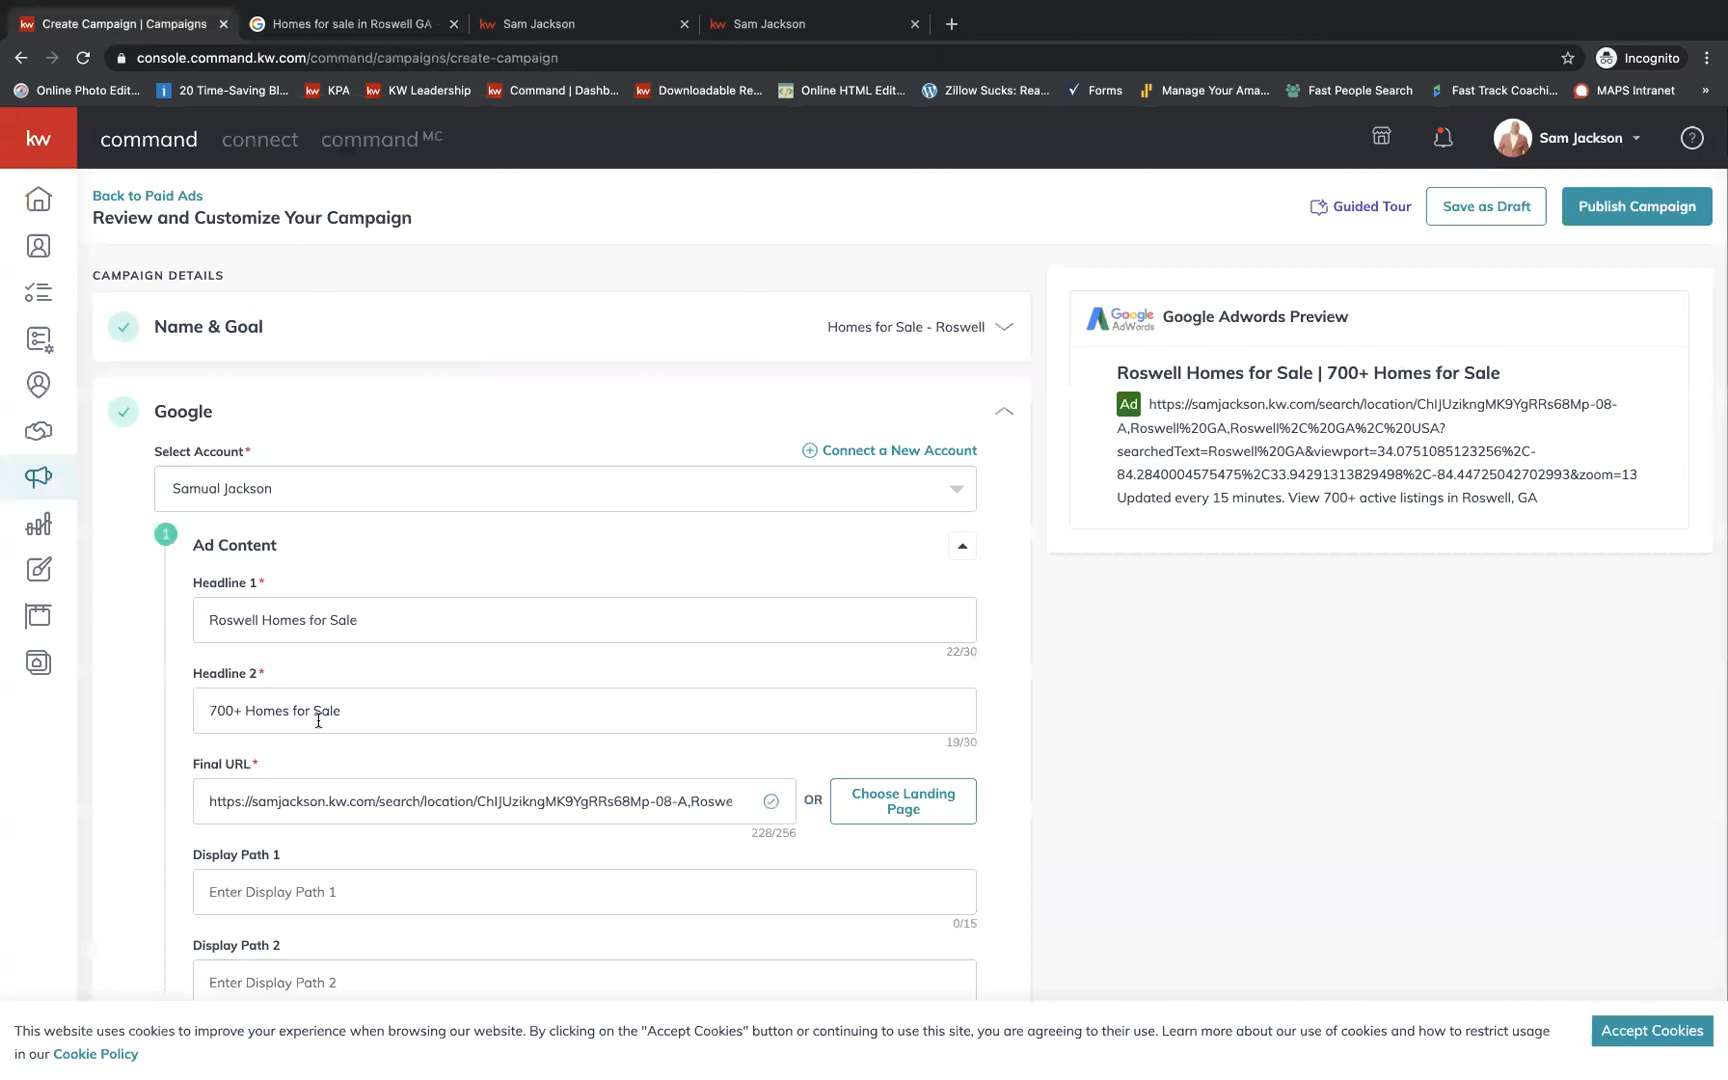 Create Campaign | Campaigns
Homes for sale in Roswell GA
Sam Jackson
Sam Jackson
console.command.kw.com/command/campaigns/create-campaign
Incognito
Online Photo Edit...
20 Time-Saving Bl...
KPA
KW Leadership
Command | Dashb...
Downloadable Re...
Online HTML Edit...
Zillow Sucks: Rea...
Forms
Manage Your Ama...
Fast People Search
Fast Track Coachi...
MAPS Intranet
»
kw
command
connect
command MC
Sam Jackson
Back to Paid Ads
Review and Customize Your Campaign
Guided Tour
Save as Draft
Publish Campaign
CAMPAIGN DETAILS
Name & Goal
Homes for Sale - Roswell
Google
Select Account*
Connect a New Account
Samual Jackson
1
Ad Content
Headline 1*
Roswell Homes for Sale
22/30
Headline 2*
700+ Homes for Sale
19/30
Final URL*
https://samjackson.kw.com/search/location/ChIJUzikngMK9YgRRs68Mp-08-A,Roswe
OR
Choose Landing
Page
228/256
Display Path 1
Enter Display Path 1
0/15
Display Path 2
Enter Display Path 2
Google
AdWords
Google Adwords Preview
Roswell Homes for Sale | 700+ Homes for Sale
Ad https://samjackson.kw.com/search/location/ChIJUzikngMK9YgRRs68Mp-08-
A,Roswell%20GA,Roswell%2C%20GA%2C%20USA?
searchedText=Roswell%20GA&viewport=34.0751085123256%2C-
84.2840004575475%2C33.94291313829498%2C-84.44725042702993&zoom=13
Updated every 15 minutes. View 700+ active listings in Roswell, GA
This website uses cookies to improve your experience when browsing our website. By clicking on the "Accept Cookies" button or continuing to use this site, you are agreeing to their use. Learn more about our use of cookies and how to restrict usage
in our Cookie Policy
Accept Cookies